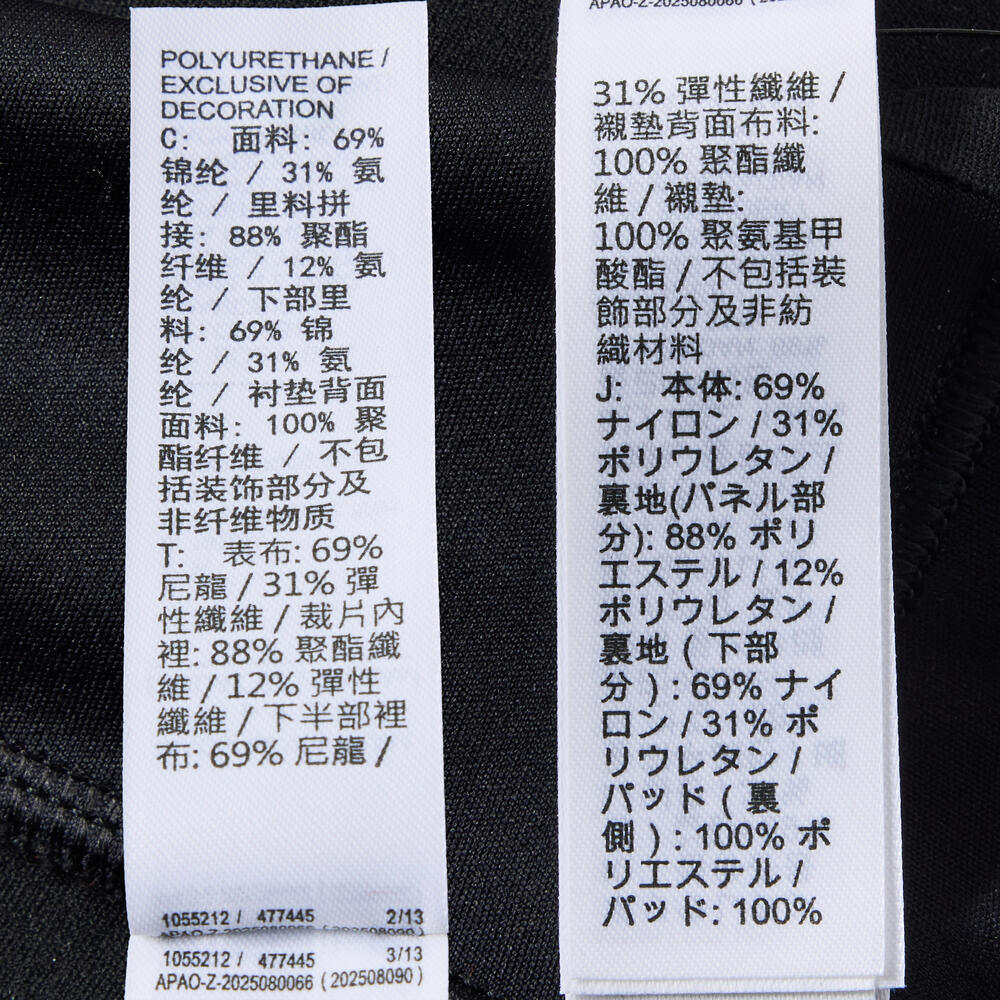 POLYURETHANE /
EXCLUSIVE OF
DECORATION
C: 面料: 69%
锦纶 / 31% 氨
纶 / 里料拼
接: 88% 聚酯
纤维 / 12% 氨
纶 / 下部里
料: 69% 锦
纶 / 31% 氨
纶 / 衬垫背面
面料: 100% 聚
酯纤维 / 不包
括装饰部分及
非纤维物质
T: 表布: 69%
尼龍 / 31% 彈
性纖維 / 裁片內
裡: 88% 聚酯纖
維 / 12% 彈性
纖維 / 下半部裡
布: 69% 尼龍 /
1055212 / 477445 2/13
APAO-Z-2025080066 ( 202508090 )
1055212 / 477445 3/13
APAO-Z-2025080066 ( 202508090 )
APAO-Z-2025080066
31% 彈性纖維 /
襯墊背面布料:
100% 聚酯纖
維 / 襯墊:
100% 聚氨基甲
酸酯 / 不包括裝
飾部分及非紡
織材料
J: 本体: 69%
ナイロン / 31%
ポリウレタン /
裏地(パネル部
分): 88% ポリ
エステル / 12%
ポリウレタン /
裏地 ( 下部
分 ) : 69% ナイ
ロン / 31% ポ
リウレタン /
パッド ( 裏
側 ) : 100% ポ
リエステル /
パッド: 100%